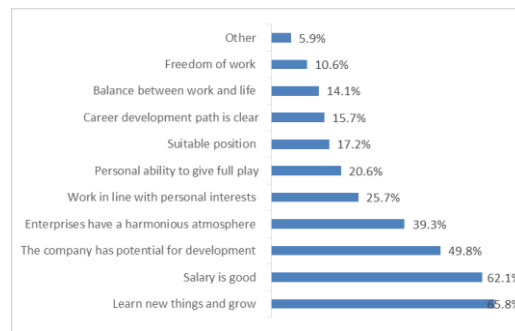 Other 5.9%
Freedom of work 10.6%
Balance between work and life 14.1%
Career development path is clear 15.7%
Suitable position 17.2%
Personal ability to give full play 20.6%
Work in line with personal interests 25.7%
Enterprises have a harmonious atmosphere 39.3%
The company has potential for development 49.8%
Salary is good 62.1%
Learn new things and grow 65.8%